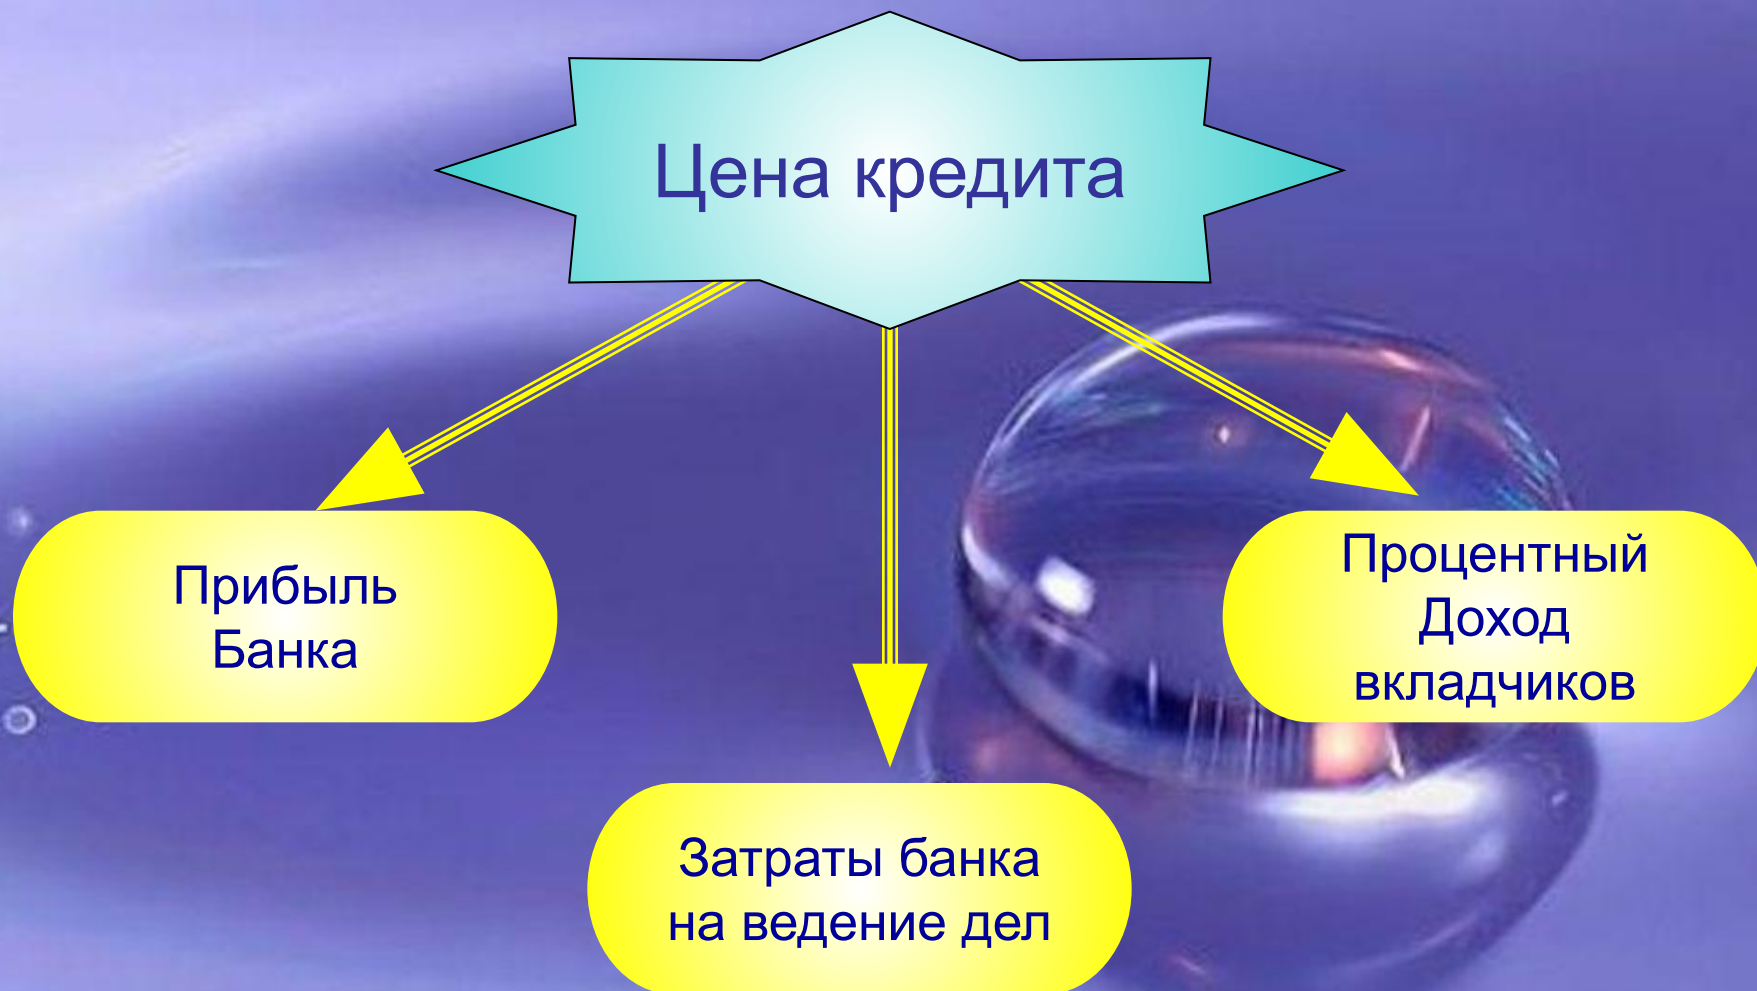 Цена кредита
Прибыль
Банка
Процентный
Доход
вкладчиков
Затраты банка
на ведение дел